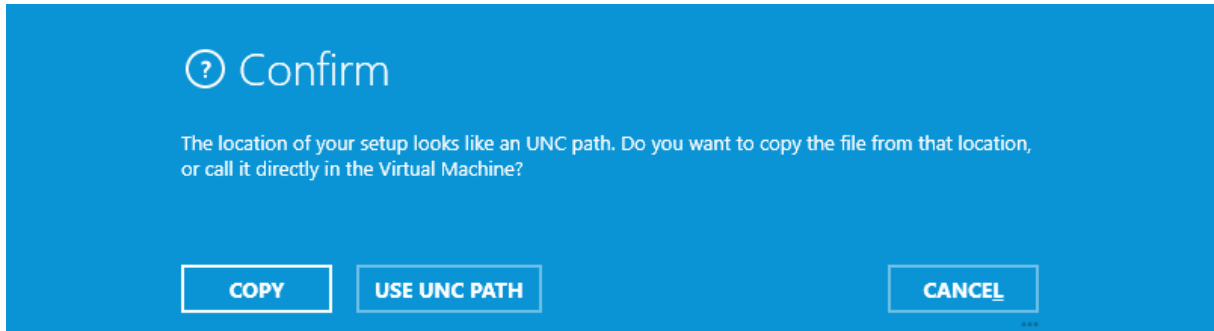 ? Confirm
The location of your setup looks like an UNC path. Do you want to copy the file from that location,
or call it directly in the Virtual Machine?
COPY USE UNC PATH CANCEL
...